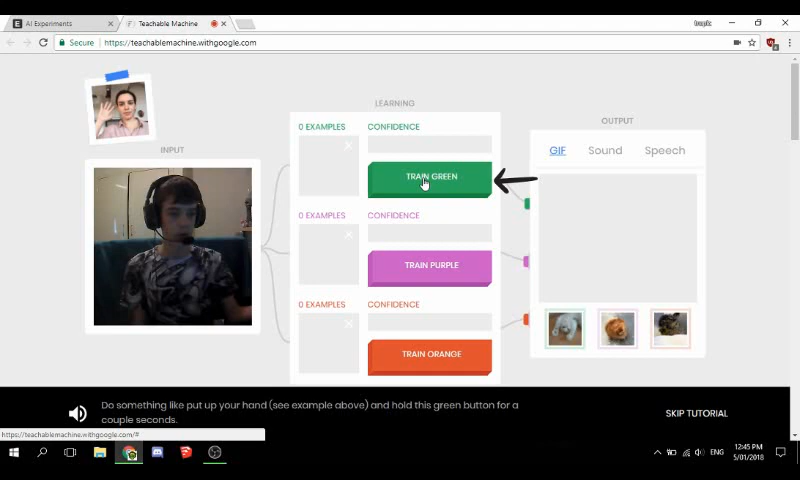 AI Experiments
Teachable Machine
tropic
Secure
https://teachablemachine.withgoogle.com
LEARNING
INPUT
OUTPUT
0 EXAMPLES
CONFIDENCE
TRAIN GREEN
0 EXAMPLES
CONFIDENCE
TRAIN PURPLE
0 EXAMPLES
CONFIDENCE
TRAIN ORANGE
GIF
Sound
Speech
Do something like put up your hand (see example above) and hold this green button for a
couple seconds.
SKIP TUTORIAL
https://teachablemachine.withgoogle.com/#
ENG
12:45 PM
5/01/2018